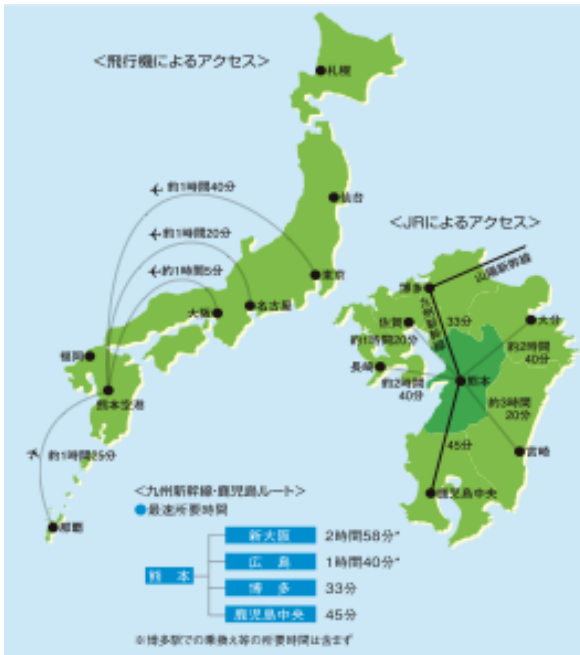 <飛行機によるアクセス>
札幌
約1時間40分
仙台
約1時間20分
<JRによるアクセス>
約1時間5分
東京
山陽新幹線
博多
名古屋
大阪
佐賀
33分
大分
約1時間20分
約2時間
40分
福岡
長崎
熊本
約2時間
40分
熊本空港
約3時間
20分
45分
約1時間25分
宮崎
<九州新幹線・鹿児島ルート>
鹿児島中央
●最速所要時間
那覇
新大阪 2時間58分*
広島 1時間40分*
熊本
博多 33分
鹿児島中央 45分
※博多駅での乗換え等の所要時間は含まず